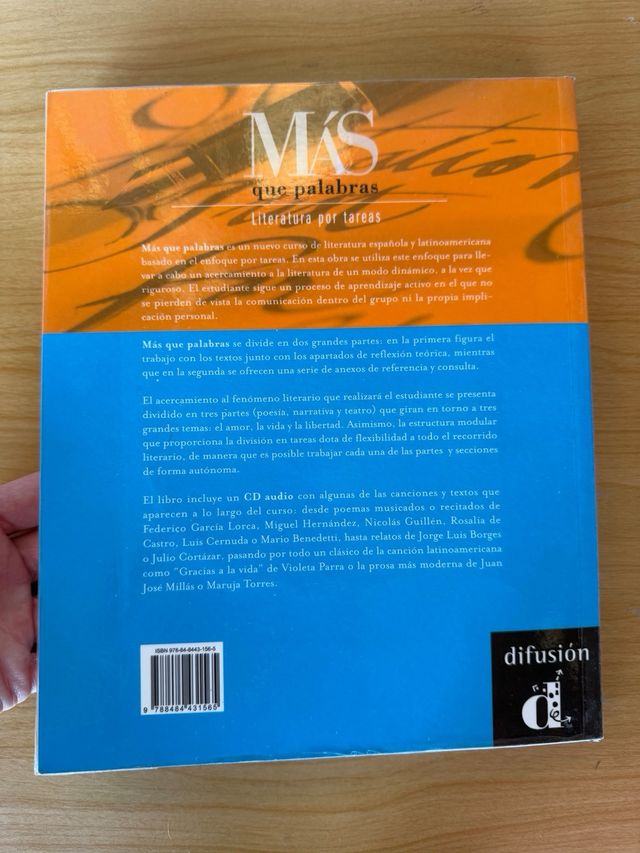 MÁS
que palabras
Literatura por tareas
Más que palabras es un nuevo curso de literatura española y latinoamericana
basado en el enfoque por tareas. En esta obra se utiliza este enfoque para lle-
var a cabo un acercamiento a la literatura de un modo dinámico, a la vez que
riguroso. El estudiante sigue un proceso de aprendizaje activo en el que no
se pierden de vista la comunicación dentro del grupo ni la propia impli-
cación personal.
Más que palabras se divide en dos grandes partes: en la primera figura el
trabajo con los textos junto con los apartados de reflexión teórica, mientras
que en la segunda se ofrecen una serie de anexos de referencia y consulta.
El acercamiento al fenómeno literario que realizará el estudiante se presenta
dividido en tres partes (poesía, narrativa y teatro) que giran en torno a tres
grandes temas: el amor, la vida y la libertad. Asimismo, la estructura modular
que proporciona la división en tareas dota de flexibilidad a todo el recorrido
literario, de manera que es posible trabajar cada una de las partes y secciones
de forma autónoma.
El libro incluye un CD audio con algunas de las canciones y textos que
aparecen a lo largo del curso: desde poemas musicados o recitados de
Federico García Lorca, Miguel Hernández, Nicolás Guillén, Rosalia de
Castro, Luis Cernuda o Mario Benedetti, hasta relatos de Jorge Luis Borges
o Julio Cortázar, pasando por todo un clásico de la canción latinoamericana
como "Gracias a la vida" de Violeta Parra o la prosa más moderna de Juan
José Millás o Maruja Torres.
ISBN 978-84-8443-156-5
9 788484 431565
difusión
d